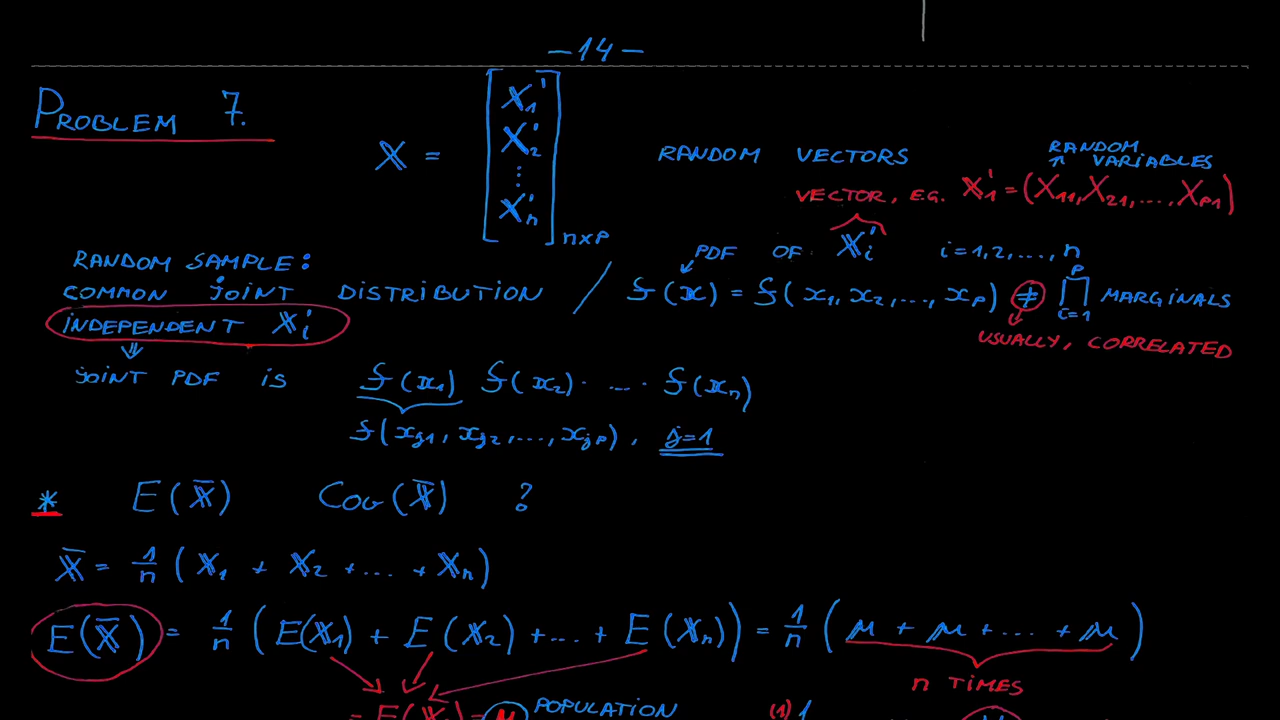 -14-
PROBLEM 7.
𝕏 = [ X₁' X₂' ⋮ Xₙ' ] n×p
RANDOM VECTORS
RANDOM VARIABLES
VECTOR, E.G. X₁' = (X₁₁, X₂₁, ..., Xₚ₁)
RANDOM SAMPLE:
PDF OF Xᵢ' i=1,2,...,n
COMMON JOINT DISTRIBUTION / f(x) = f(x₁, x₂, ..., xₚ) ≠ ∏ᵢ₌₁ᵖ MARGINALS
INDEPENDENT Xᵢ'
USUALLY, CORRELATED
⇓
JOINT PDF IS f(x₁) f(x₂) · ... · f(xₙ)
f(xⱼ₁, xⱼ₂, ..., xⱼₚ), j=1
* E(X̄) Cov(X̄) ?
X̄ = 1/n (X₁ + X₂ + ... + Xₙ)
E(X̄) = 1/n (E(X₁) + E(X₂) + ... + E(Xₙ)) = 1/n (μ + μ + ... + μ)
n TIMES
POPULATION
(1)